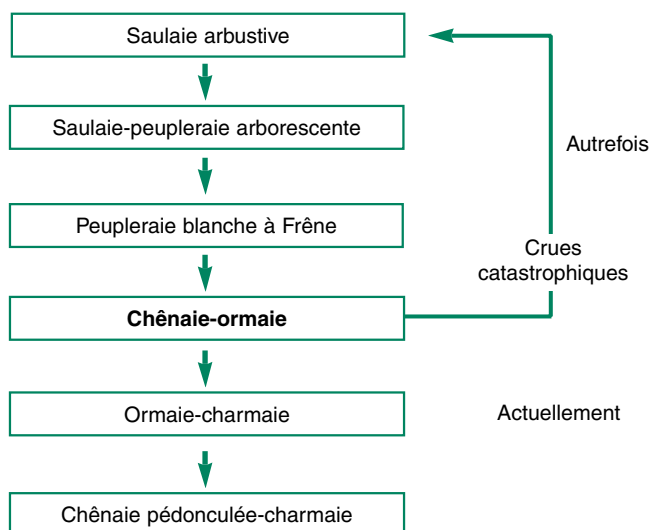 Saulaie arbustive
Saulaie-peupleraie arborescente
Autrefois
Peupleraie blanche à Frêne
Crues
catastrophiques
Chênaie-ormaie
Ormaie-charmaie
Actuellement
Chênaie pédonculée-charmaie